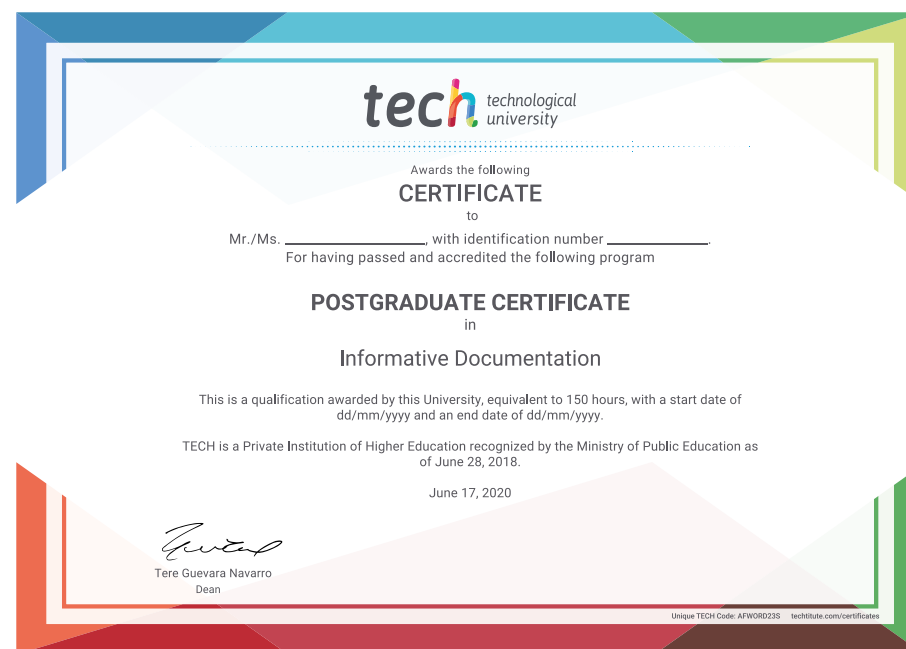 tech technological
university
Awards the following
CERTIFICATE
to
Mr./Ms. ____________________, with identification number ______________.
For having passed and accredited the following program
POSTGRADUATE CERTIFICATE
in
Informative Documentation
This is a qualification awarded by this University, equivalent to 150 hours, with a start date of
dd/mm/yyyy and an end date of dd/mm/yyyy.
TECH is a Private Institution of Higher Education recognized by the Ministry of Public Education as
of June 28, 2018.
June 17, 2020
Tere Guevara Navarro
Dean
Unique TECH Code: AFWORD23S techtitute.com/certificates